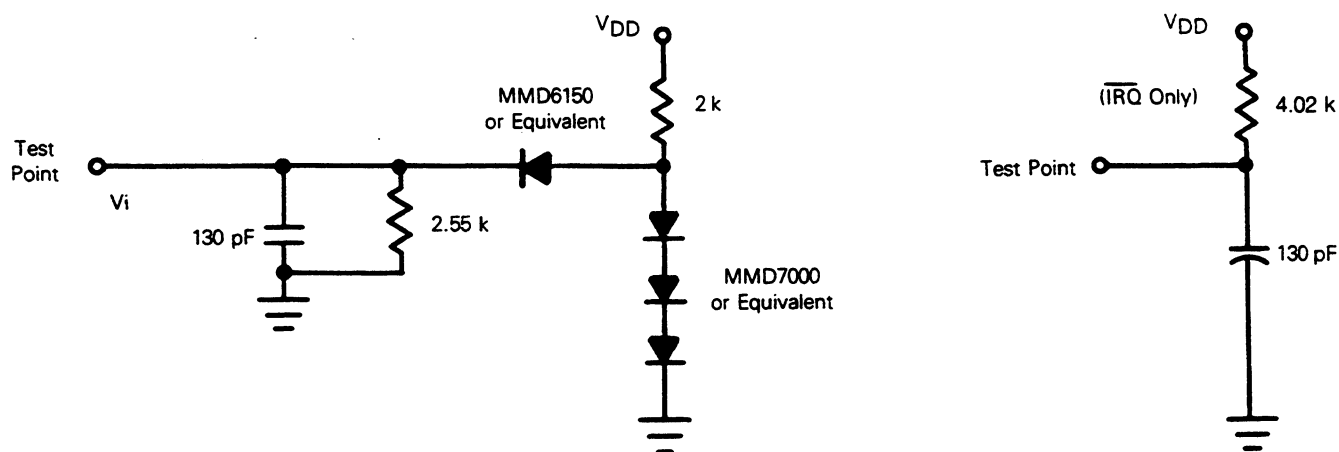 VDD
2 k
MMD6150
or Equivalent
Test
Point
Vi
130 pF
2.55 k
MMD7000
or Equivalent
VDD
(IRQ Only)
4.02 k
Test Point
130 pF